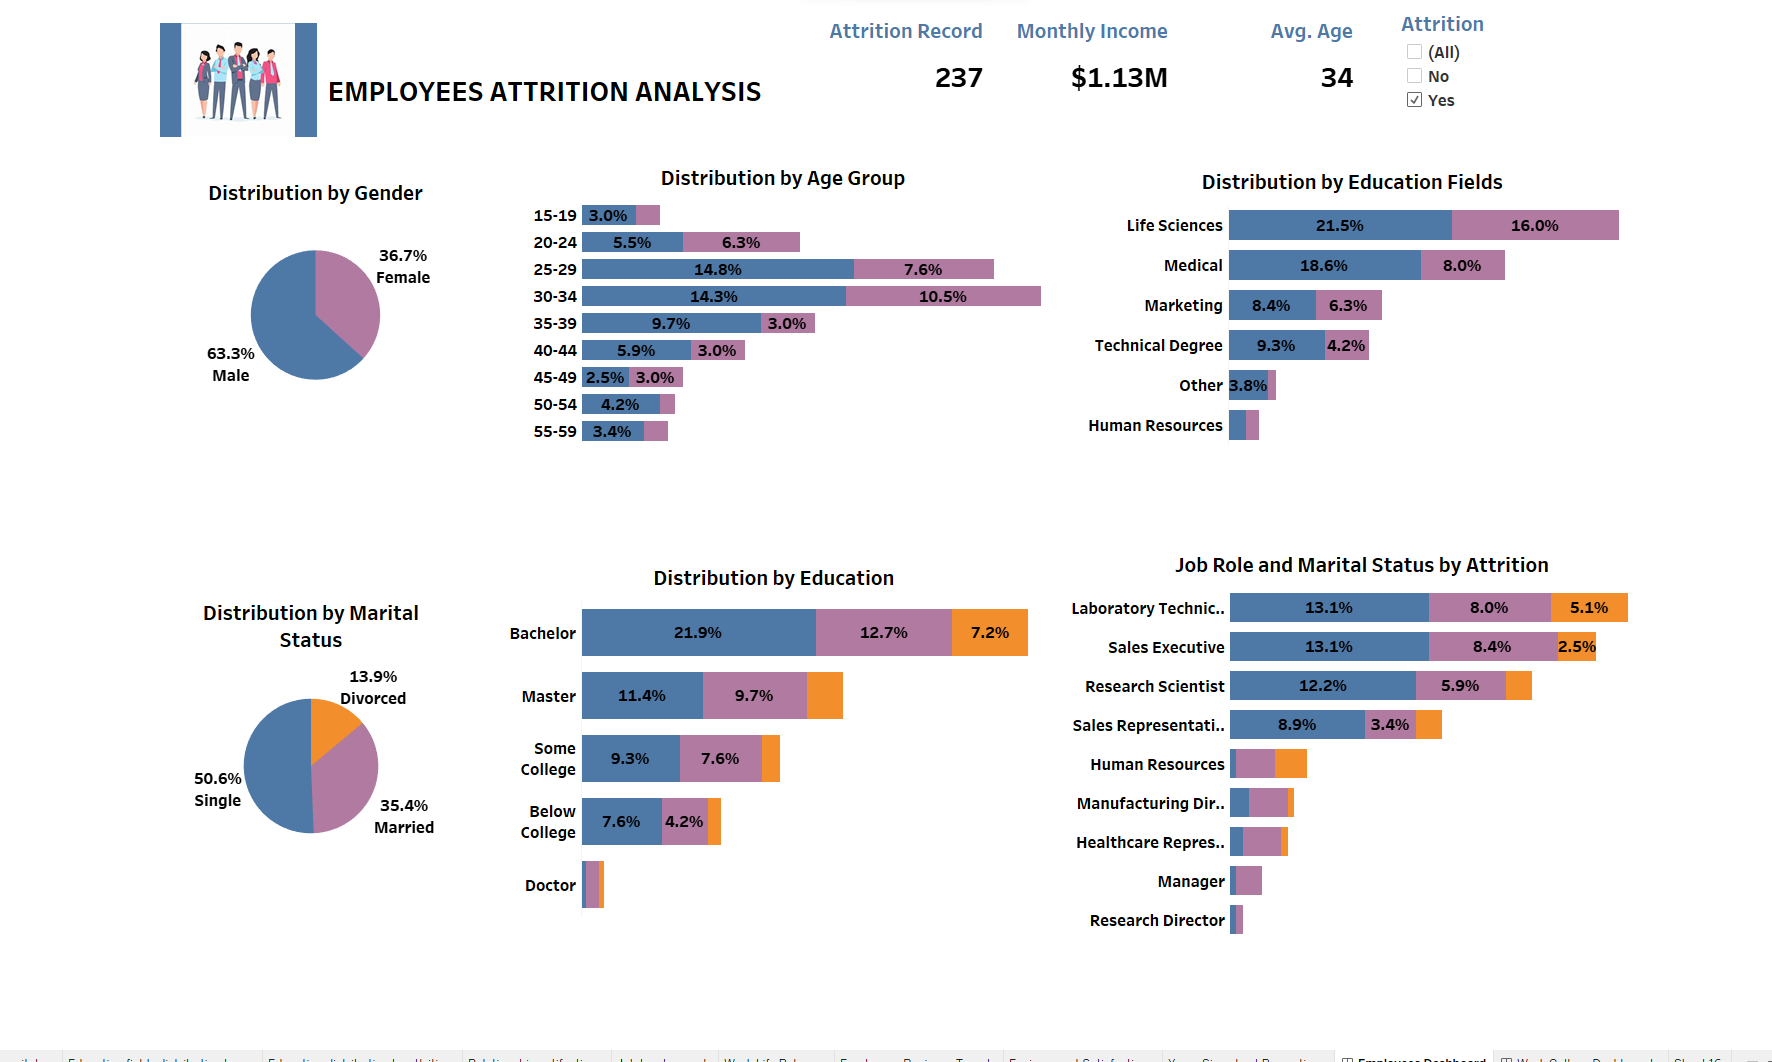 Attrition Record
Monthly Income
Avg. Age
Attrition
(All)
No
Yes
237
$1.13M
34
EMPLOYEES ATTRITION ANALYSIS
Distribution by Gender
36.7%
Female
63.3%
Male
Distribution by Age Group
15-19 3.0%
20-24 5.5% 6.3%
25-29 14.8% 7.6%
30-34 14.3% 10.5%
35-39 9.7% 3.0%
40-44 5.9% 3.0%
45-49 2.5% 3.0%
50-54 4.2%
55-59 3.4%
Distribution by Education Fields
Life Sciences 21.5% 16.0%
Medical 18.6% 8.0%
Marketing 8.4% 6.3%
Technical Degree 9.3% 4.2%
Other 3.8%
Human Resources
Distribution by Marital
Status
13.9%
Divorced
50.6%
Single
35.4%
Married
Distribution by Education
Bachelor 21.9% 12.7% 7.2%
Master 11.4% 9.7%
Some
College 9.3% 7.6%
Below
College 7.6% 4.2%
Doctor
Job Role and Marital Status by Attrition
Laboratory Technic.. 13.1% 8.0% 5.1%
Sales Executive 13.1% 8.4% 2.5%
Research Scientist 12.2% 5.9%
Sales Representati.. 8.9% 3.4%
Human Resources
Manufacturing Dir..
Healthcare Repres..
Manager
Research Director
Employees Dashboard